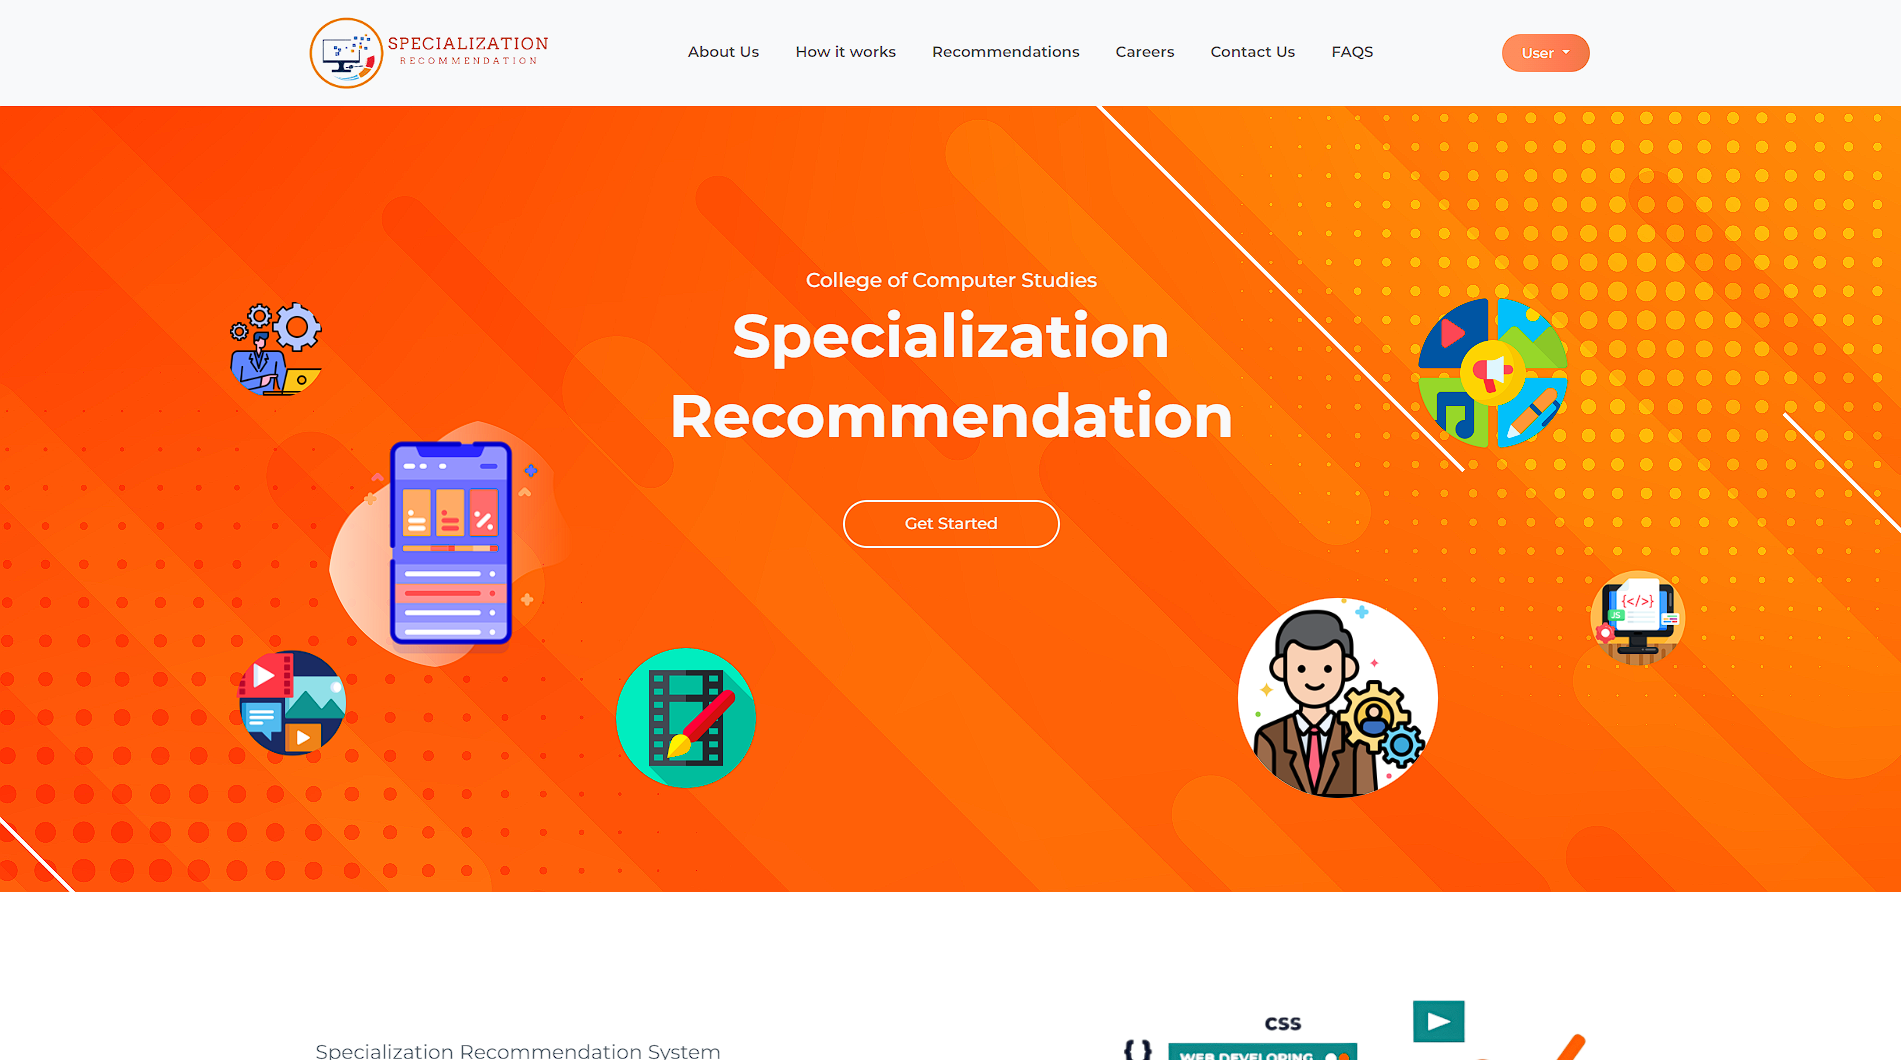 SPECIALIZATION
RECOMMENDATION
About Us
How it works
Recommendations
Careers
Contact Us
FAQS
User
College of Computer Studies
Specialization
Recommendation
Get Started
{</>}
JS
CSS
{}
WEB DEVELOPING
Specialization Recommendation System